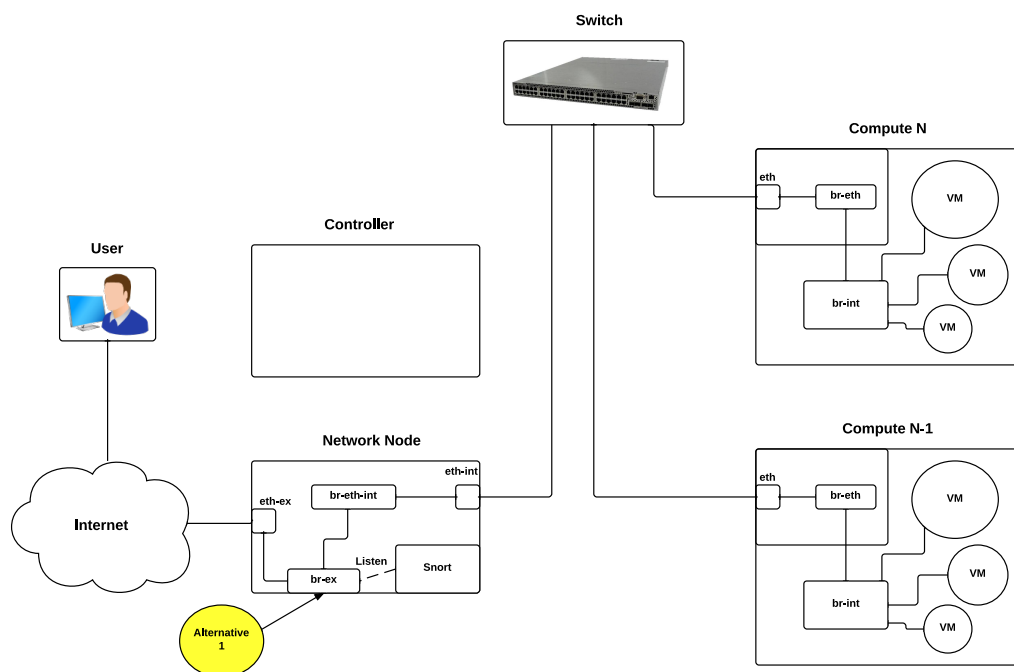 Switch
Compute N
eth
br-eth
VM
Controller
User
VM
br-int
VM
Compute N-1
Network Node
eth-int
eth
eth-ex
br-eth-int
br-eth
VM
Internet
Listen
Snort
br-ex
VM
br-int
VM
Alternative
1